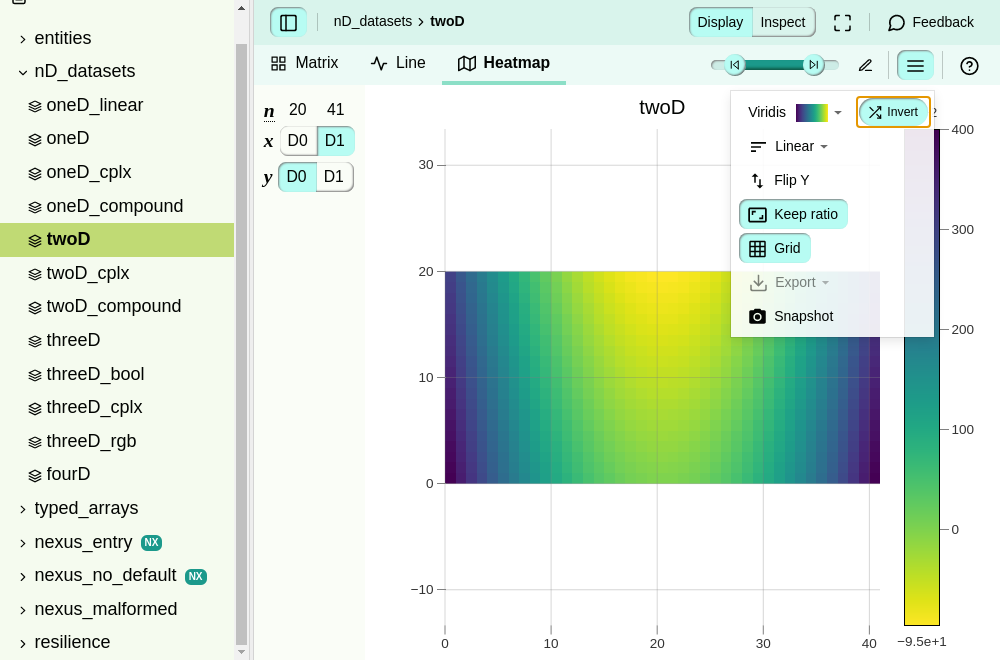 nD_datasets › twoD
Display
Inspect
Feedback
Matrix
Line
Heatmap
entities
nD_datasets
oneD_linear
oneD
oneD_cplx
oneD_compound
twoD
twoD_cplx
twoD_compound
threeD
threeD_bool
threeD_cplx
threeD_rgb
fourD
typed_arrays
nexus_entry NX
nexus_no_default NX
nexus_malformed
resilience
n 20 41
x D0 D1
y D0 D1
twoD
Viridis
Invert
Linear
Flip Y
Keep ratio
Grid
Export
Snapshot
30
20
10
0
−10
0 10 20 30 40
2
400
300
200
100
0
−9.5e+1